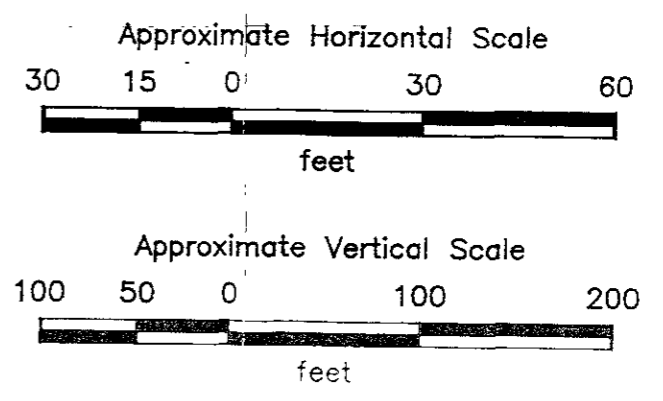 Approximate Horizontal Scale
30 15 0 30 60
feet
Approximate Vertical Scale
100 50 0 100 200
feet